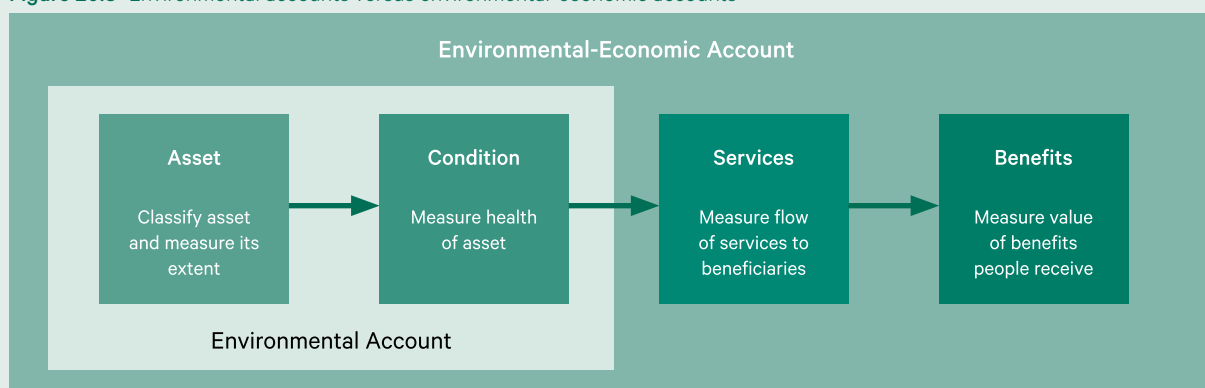 Environmental-Economic Account
Asset
Classify asset
and measure its
extent
Condition
Measure health
of asset
Services
Measure flow
of services to
beneficiaries
Benefits
Measure value
of benefits
people receive
Environmental Account